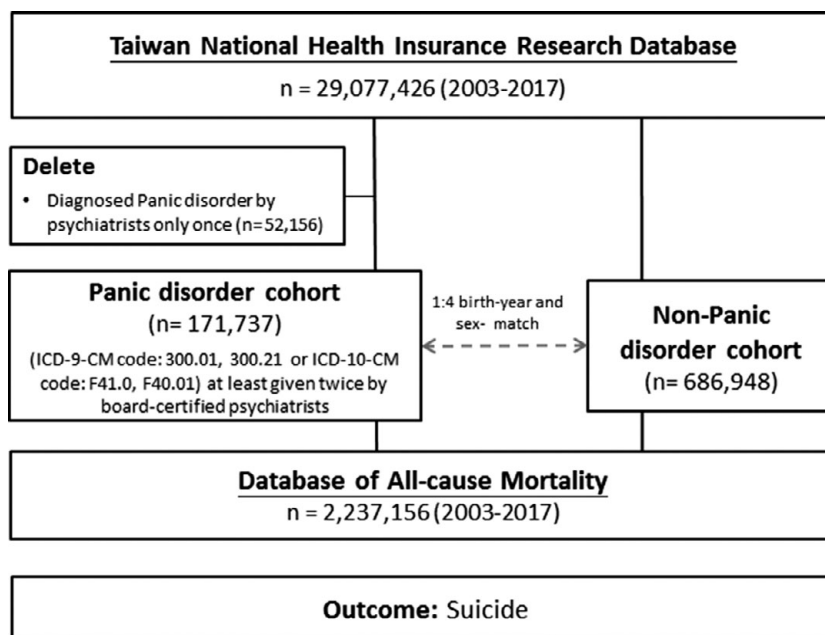 Taiwan National Health Insurance Research Database
n = 29,077,426 (2003-2017)
Delete
• Diagnosed Panic disorder by
psychiatrists only once (n=52,156)
Panic disorder cohort
(n= 171,737)
(ICD-9-CM code: 300.01, 300.21 or ICD-10-CM
code: F41.0, F40.01) at least given twice by
board-certified psychiatrists
1:4 birth-year and
sex- match
Non-Panic
disorder cohort
(n= 686,948)
Database of All-cause Mortality
n = 2,237,156 (2003-2017)
Outcome: Suicide